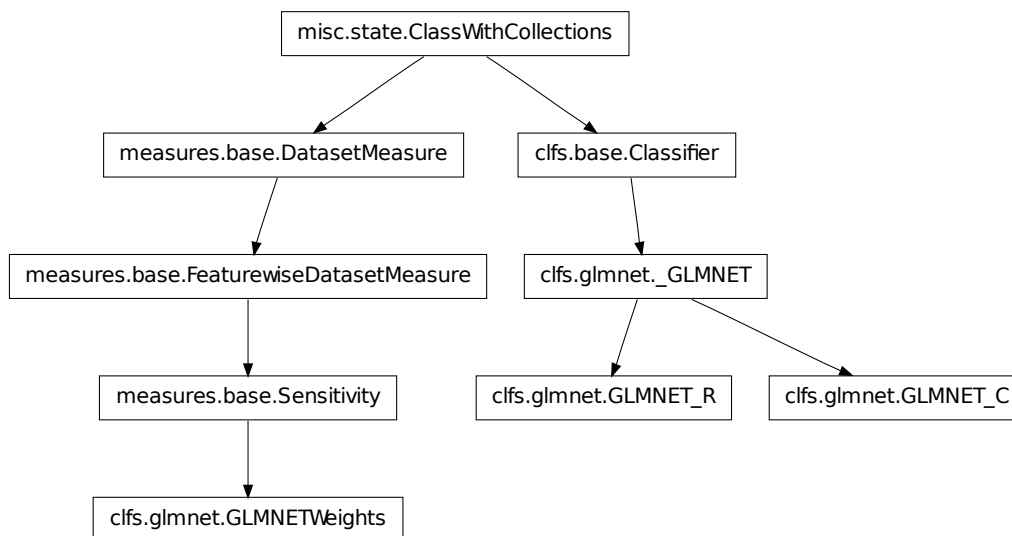 misc.state.ClassWithCollections
measures.base.DatasetMeasure
clfs.base.Classifier
measures.base.FeaturewiseDatasetMeasure
clfs.glmnet._GLMNET
measures.base.Sensitivity
clfs.glmnet.GLMNET_R
clfs.glmnet.GLMNET_C
clfs.glmnet.GLMNETWeights